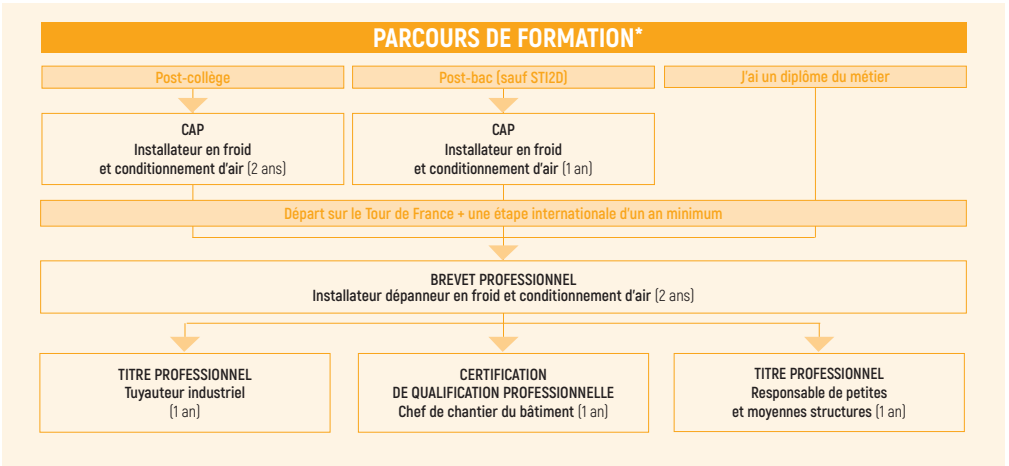 PARCOURS DE FORMATION*
Post-collège
Post-bac (sauf STI2D)
J'ai un diplôme du métier
CAP
Installateur en froid
et conditionnement d'air (2 ans)
CAP
Installateur en froid
et conditionnement d'air (1 an)
Départ sur le Tour de France + une étape internationale d'un an minimum
BREVET PROFESSIONNEL
Installateur dépanneur en froid et conditionnement d'air (2 ans)
TITRE PROFESSIONNEL
Tuyauteur industriel
(1 an)
CERTIFICATION
DE QUALIFICATION PROFESSIONNELLE
Chef de chantier du bâtiment (1 an)
TITRE PROFESSIONNEL
Responsable de petites
et moyennes structures (1 an)